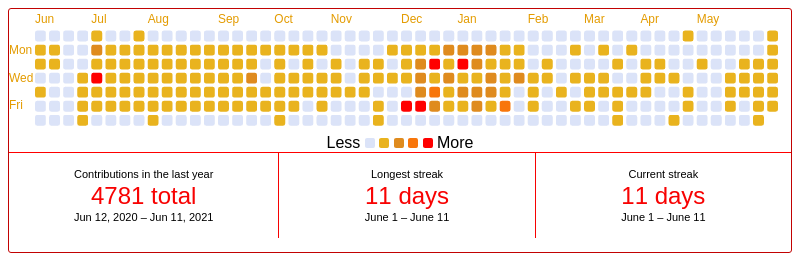 Jun Jul Aug Sep Oct Nov Dec Jan Feb Mar Apr May
Mon
Wed
Fri
Less More
Contributions in the last year
4781 total
Jun 12, 2020 – Jun 11, 2021
Longest streak
11 days
June 1 – June 11
Current streak
11 days
June 1 – June 11